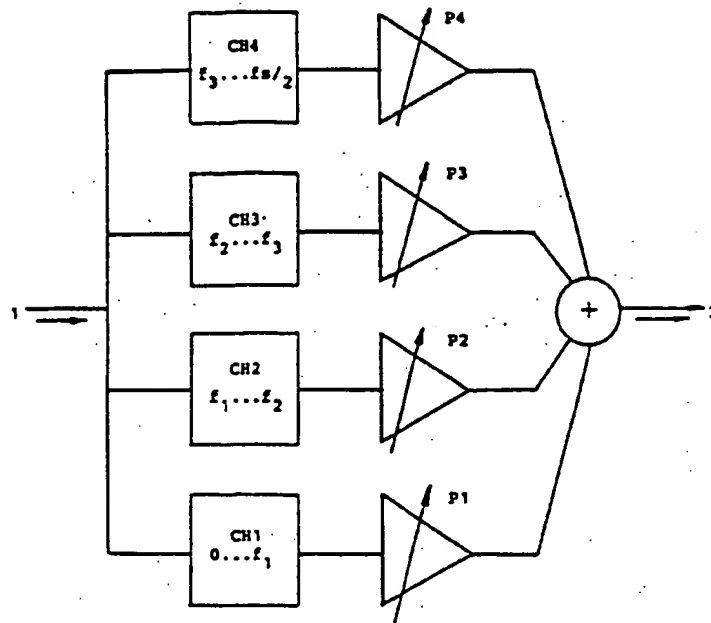 P4
CH4
f₃...fs/2
P3
CH3
f₂...f₃
1
+
P2
CH2
f₁...f₂
P1
CH1
0...f₁